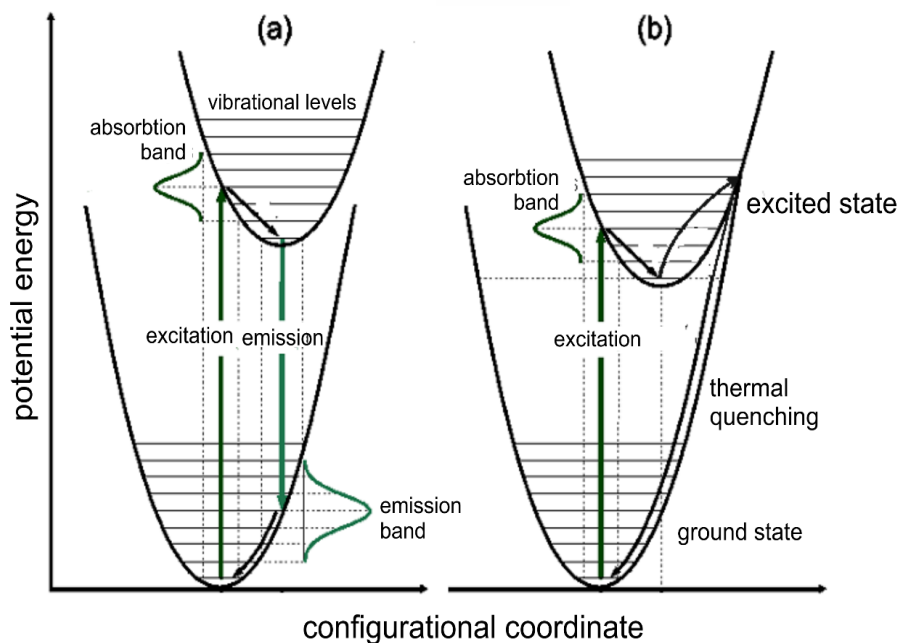 (a)
(b)
vibrational levels
absorbtion
band
absorbtion
band
excited state
potential energy
excitation
emission
excitation
thermal
quenching
emission
band
ground state
configurational coordinate